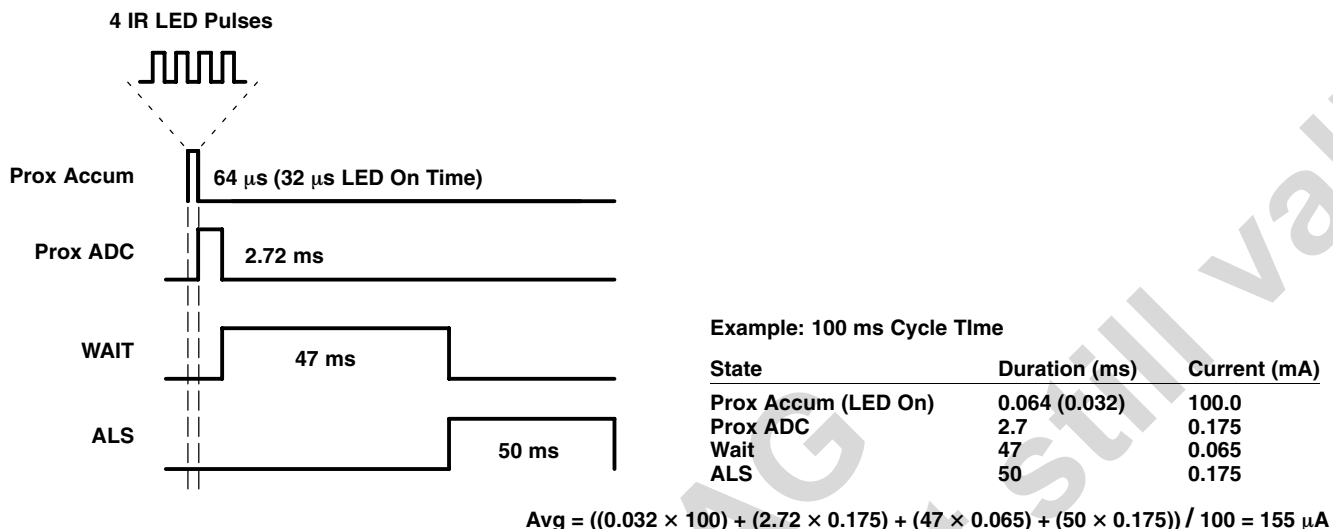 4 IR LED Pulses
Prox Accum
64 μs (32 μs LED On Time)
Prox ADC
2.72 ms
WAIT
47 ms
ALS
50 ms
Example: 100 ms Cycle TIme
State Duration (ms) Current (mA)
Prox Accum (LED On) 0.064 (0.032) 100.0
Prox ADC 2.7 0.175
Wait 47 0.065
ALS 50 0.175
Avg = ((0.032 × 100) + (2.72 × 0.175) + (47 × 0.065) + (50 × 0.175)) / 100 = 155 μA
still